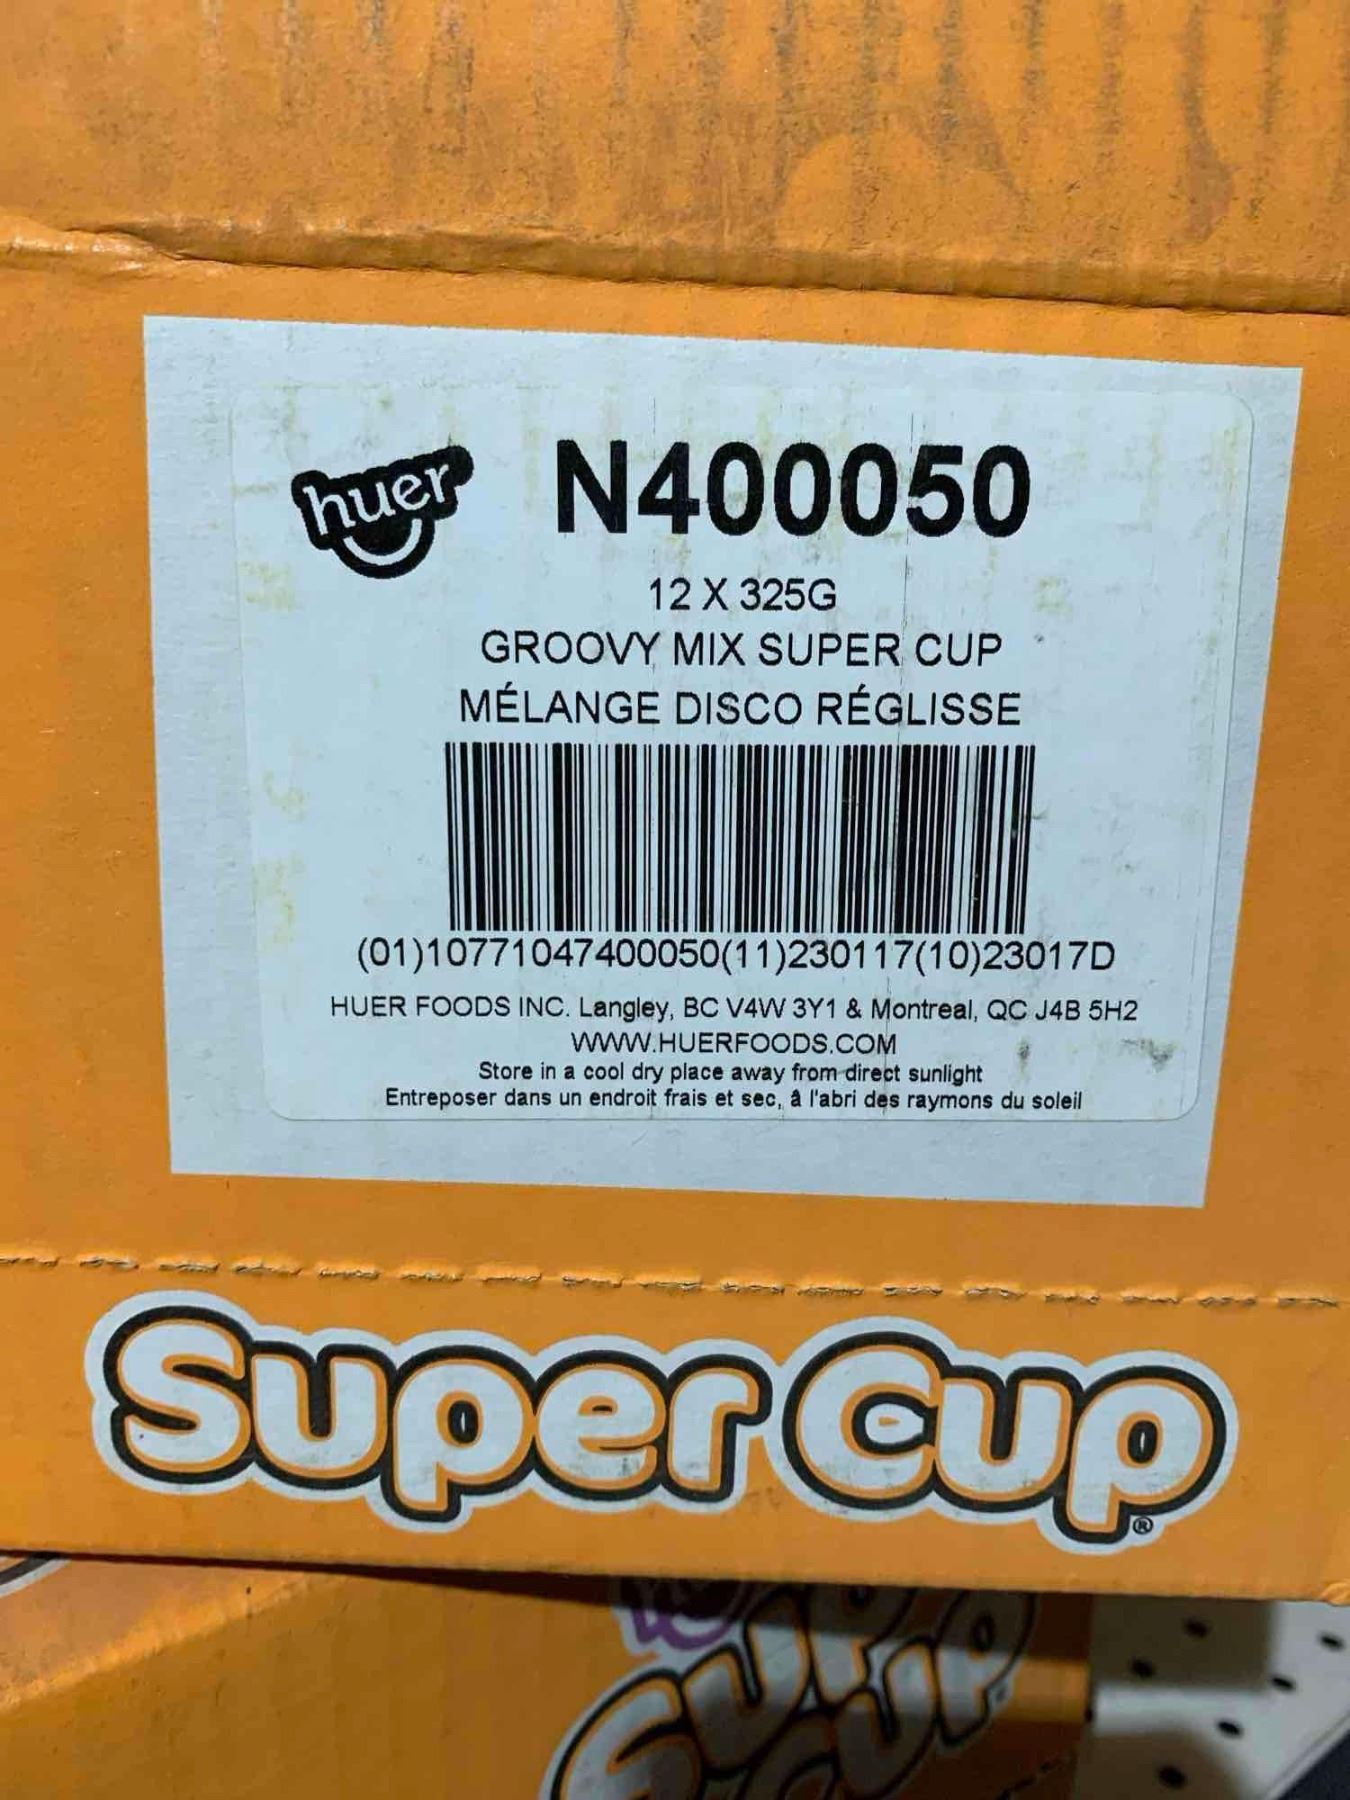 huer
N400050
12 X 325G
GROOVY MIX SUPER CUP
MÉLANGE DISCO RÉGLISSE
(01)10771047400050(11)230117(10)23017D
HUER FOODS INC. Langley, BC V4W 3Y1 & Montreal, QC J4B 5H2
WWW.HUERFOODS.COM
Store in a cool dry place away from direct sunlight
Entreposer dans un endroit frais et sec, â l'abri des raymons du soleil
Super Cup®
Super
Cup